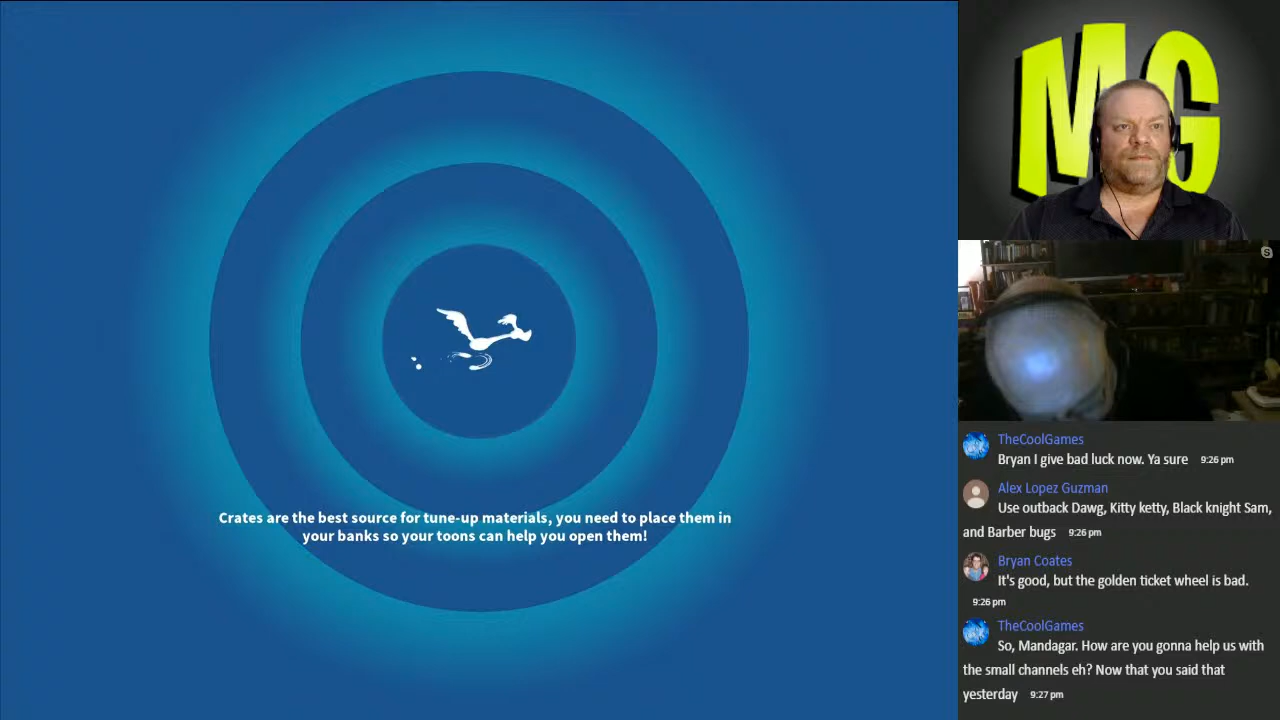 Crates are the best source for tune-up materials, you need to place them in
your banks so your toons can help you open them!
MG
TheCoolGames
Bryan I give bad luck now. Ya sure 9:26 pm
Alex Lopez Guzman
Use outback Dawg, Kitty ketty, Black knight Sam,
and Barber bugs 9:26 pm
Bryan Coates
It's good, but the golden ticket wheel is bad.
9:26 pm
TheCoolGames
So, Mandagar. How are you gonna help us with
the small channels eh? Now that you said that
yesterday 9:27 pm